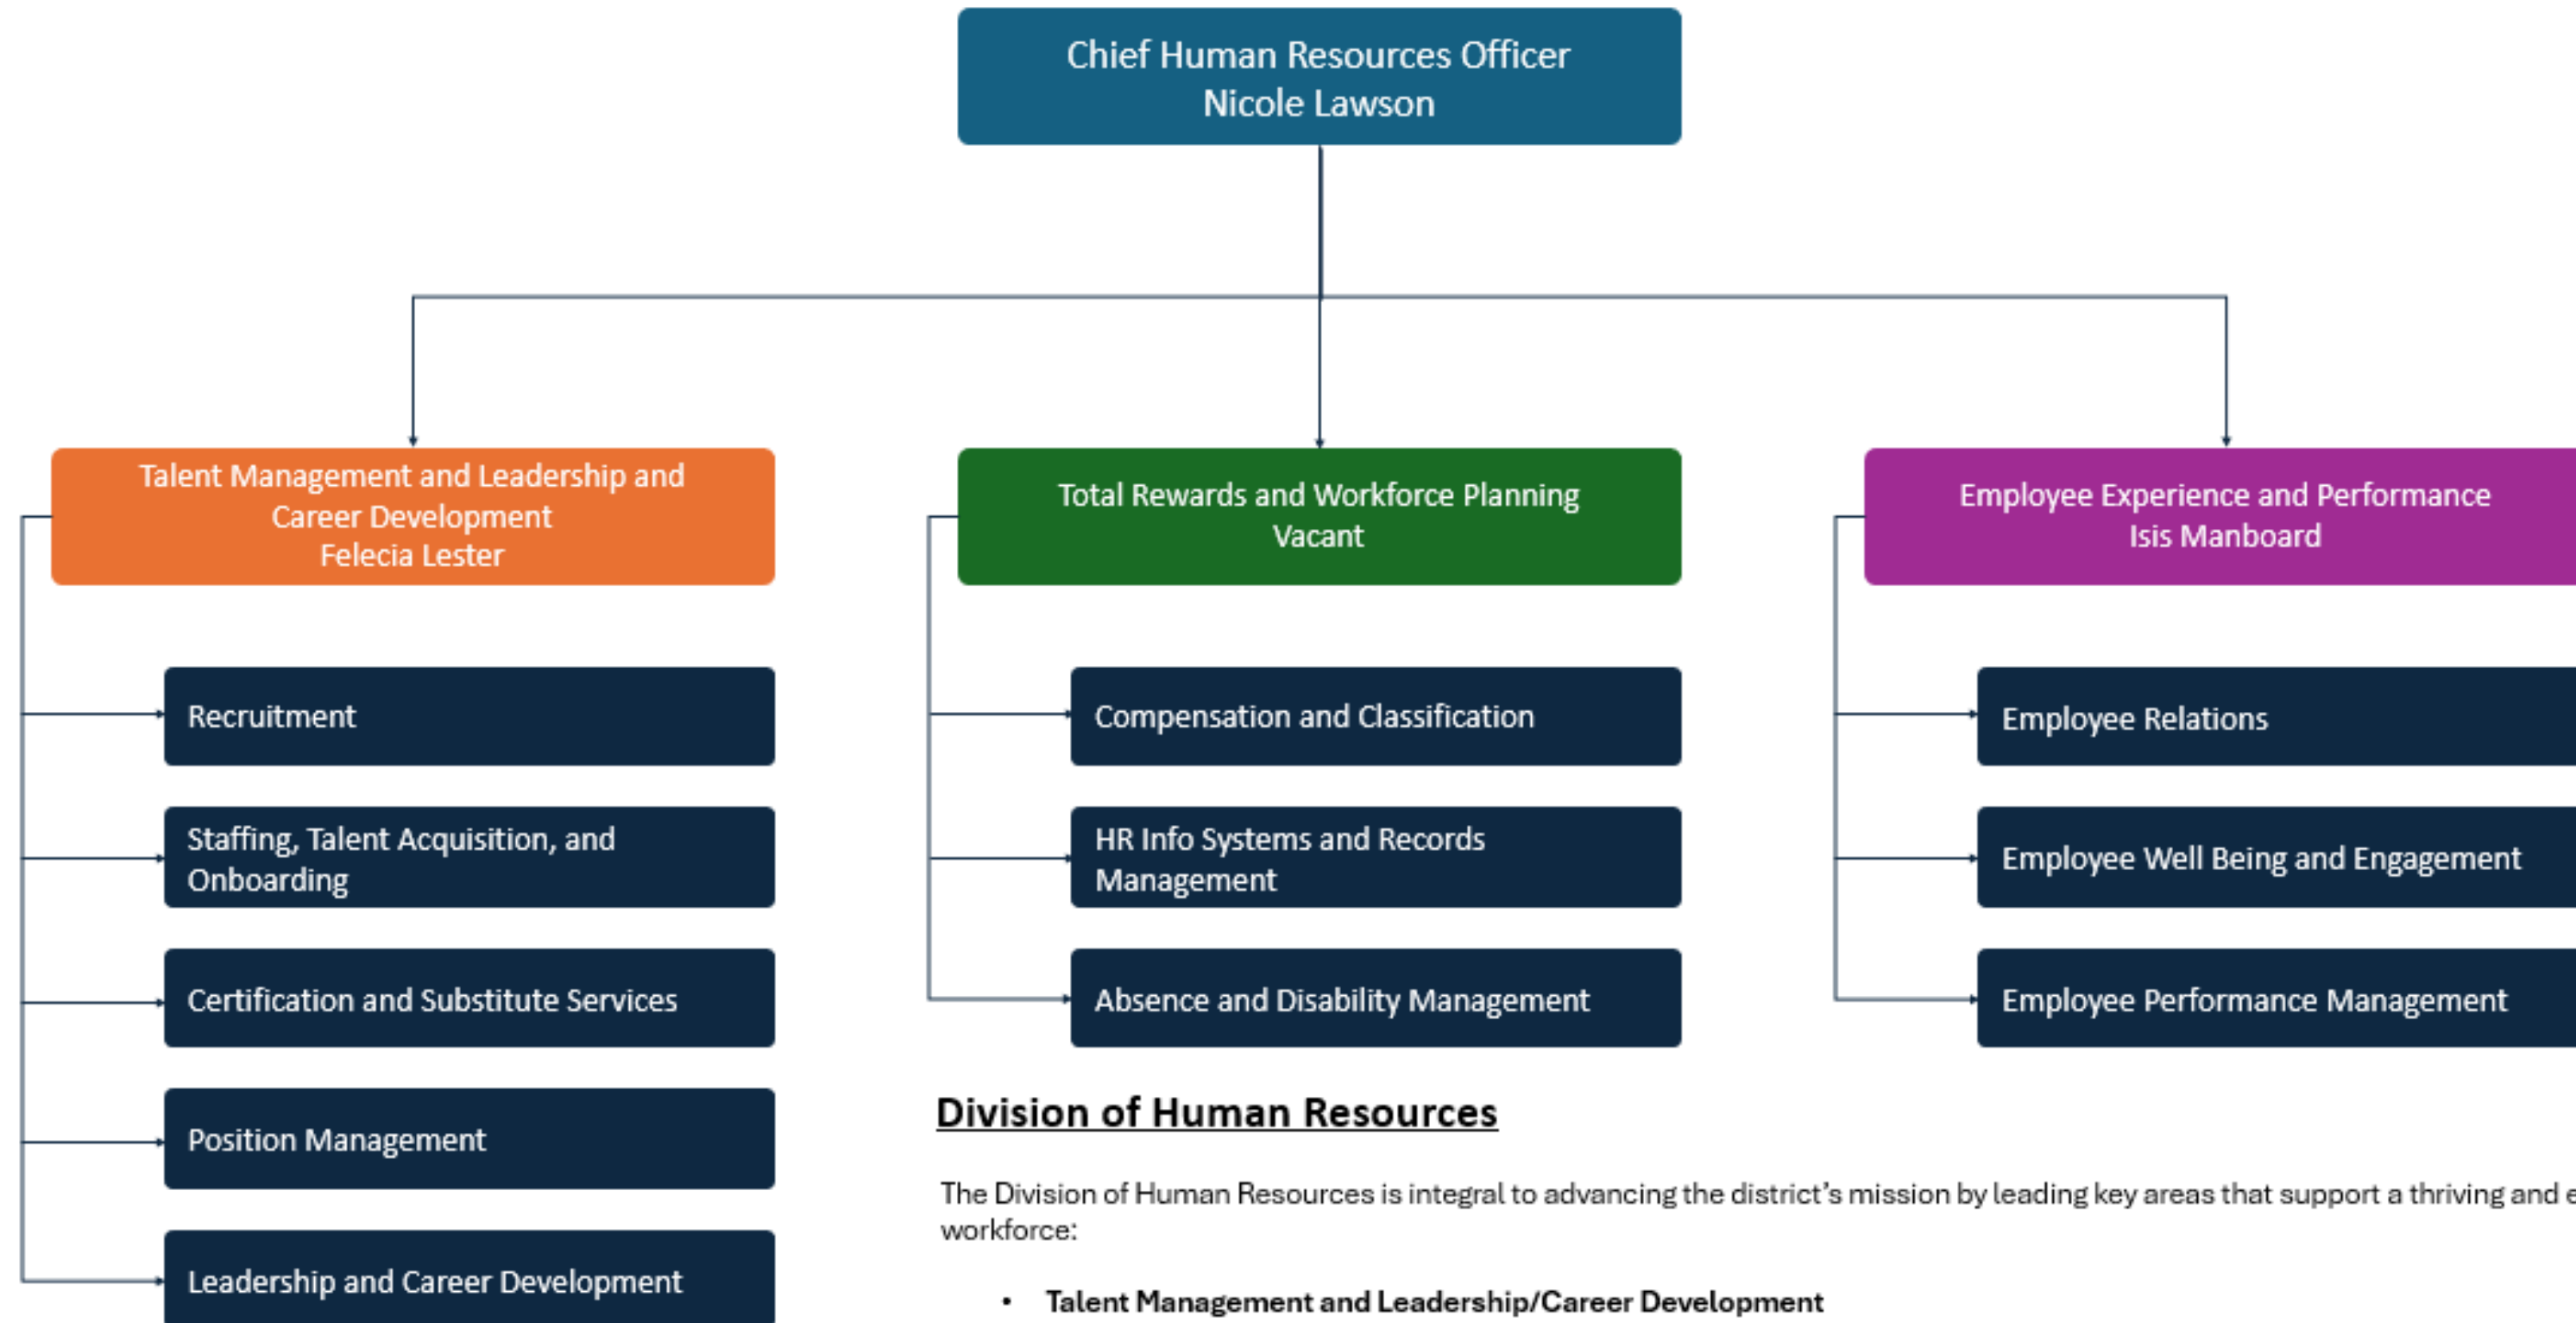 Chief Human Resources Officer
Nicole Lawson
Talent Management and Leadership and
Career Development
Felecia Lester
Total Rewards and Workforce Planning
Vacant
Employee Experience and Performance
Isis Manboard
Recruitment
Staffing, Talent Acquisition, and
Onboarding
Certification and Substitute Services
Position Management
Leadership and Career Development
Compensation and Classification
HR Info Systems and Records
Management
Absence and Disability Management
Employee Relations
Employee Well Being and Engagement
Employee Performance Management
Division of Human Resources
The Division of Human Resources is integral to advancing the district’s mission by leading key areas that support a thriving and
workforce:
• Talent Management and Leadership/Career Development